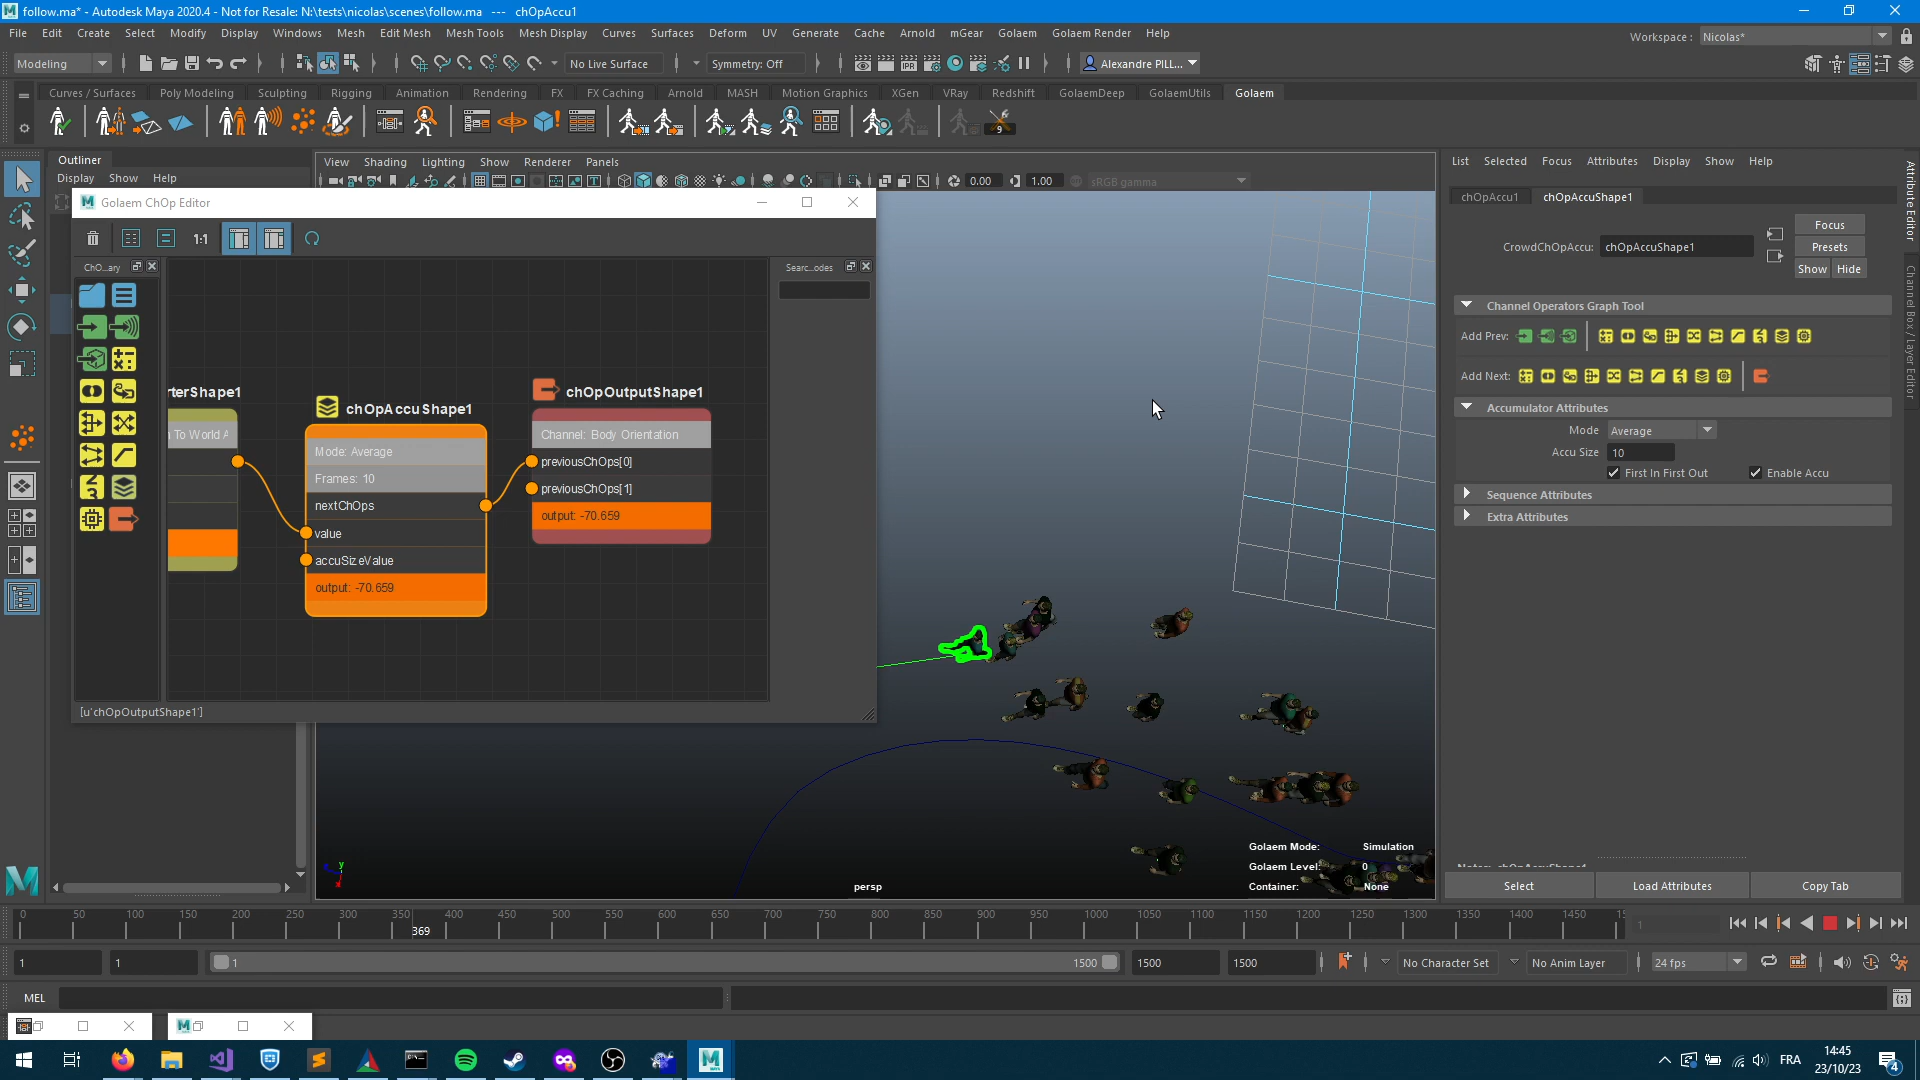 follow.ma* - Autodesk Maya 2020.4 - Not for Resale: N:\tests\nicolas\scenes\follow.ma --- chOpAccu1
File Edit Create Select Modify Display Windows Mesh Edit Mesh Mesh Tools Mesh Display Curves Surfaces Deform UV Generate Cache Arnold mGear Golaem Golaem Render Help
Workspace : Nicolas*
Modeling No Live Surface Symmetry: Off Alexandre PILL...
Curves / Surfaces Poly Modeling Sculpting Rigging Animation Rendering FX FX Caching Arnold MASH Motion Graphics XGen VRay Redshift GolaemDeep GolaemUtils Golaem
9
Outliner
Display Show Help
View Shading Lighting Show Renderer Panels
0.00 1.00 sRGB gamma
Golaem ChOp Editor
1:1
ChO...ary
Searc...odes
rterShape1
n To World A
chOpAccuShape1
Mode: Average
Frames: 10
nextChOps
value
accuSizeValue
output: -70.659
chOpOutputShape1
Channel: Body Orientation
previousChOps[0]
previousChOps[1]
output: -70.659
[u'chOpOutputShape1']
y
persp
Golaem Mode: Simulation
Golaem Level: 0
Container: None
List Selected Focus Attributes Display Show Help
chOpAccu1 chOpAccuShape1
CrowdChOpAccu: chOpAccuShape1
Focus
Presets
Show Hide
Channel Operators Graph Tool
Add Prev:
Add Next:
Accumulator Attributes
Mode Average
Accu Size 10
First In First Out Enable Accu
Sequence Attributes
Extra Attributes
Select Load Attributes Copy Tab
Attribute Editor
Channel Box / Layer Editor
0 50 100 150 200 250 300 350 400 450 500 550 600 650 700 750 800 850 900 950 1000 1050 1100 1150 1200 1250 1300 1350 1400 1450
369
1
1 1 1 1500 1500 1500 No Character Set No Anim Layer 24 fps
MEL
FRA
14:45
23/10/23
4